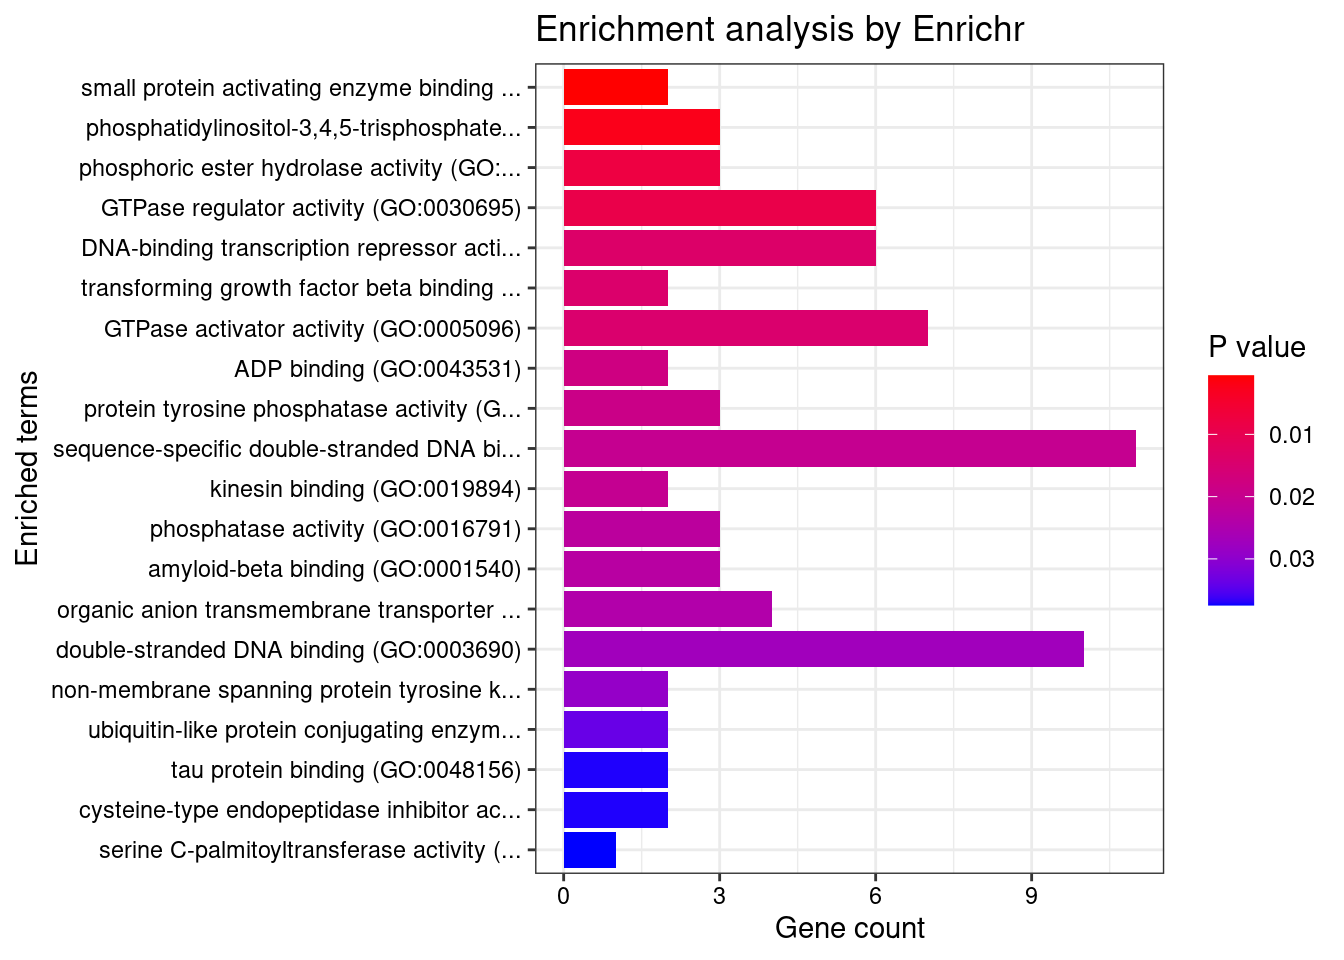 Enrichment analysis by Enrichr
small protein activating enzyme binding ...
phosphatidylinositol-3,4,5-trisphosphate...
phosphoric ester hydrolase activity (GO:...
GTPase regulator activity (GO:0030695)
DNA-binding transcription repressor acti...
transforming growth factor beta binding ...
GTPase activator activity (GO:0005096)
ADP binding (GO:0043531)
protein tyrosine phosphatase activity (G...
sequence-specific double-stranded DNA bi...
kinesin binding (GO:0019894)
phosphatase activity (GO:0016791)
amyloid-beta binding (GO:0001540)
organic anion transmembrane transporter ...
double-stranded DNA binding (GO:0003690)
non-membrane spanning protein tyrosine k...
ubiquitin-like protein conjugating enzym...
tau protein binding (GO:0048156)
cysteine-type endopeptidase inhibitor ac...
serine C-palmitoyltransferase activity (...
Enriched terms
0 3 6 9
Gene count
P value
0.01
0.02
0.03